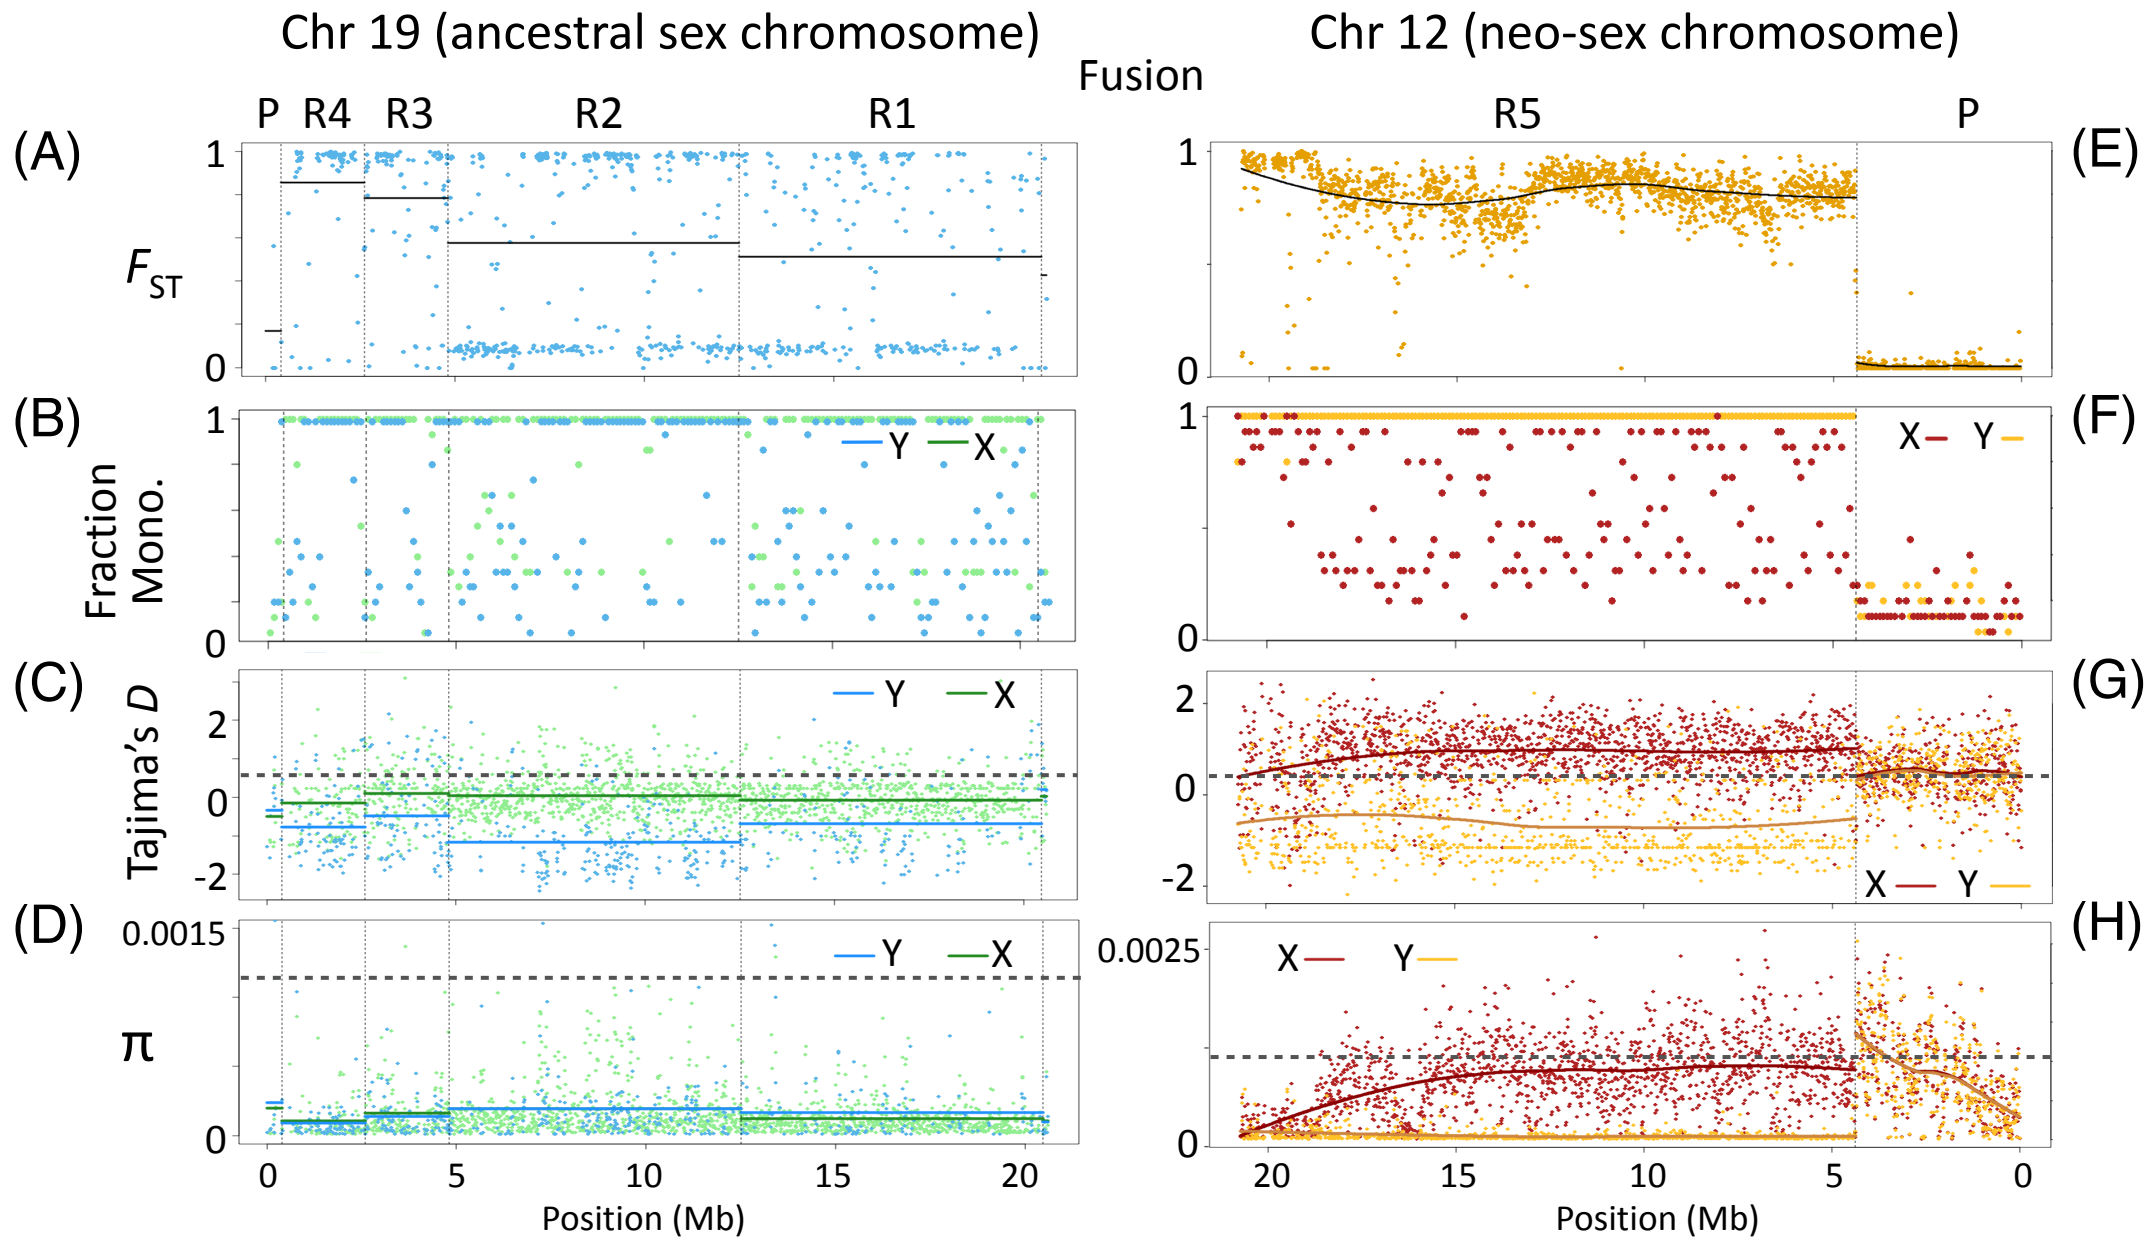 Chr 19 (ancestral sex chromosome)
Chr 12 (neo-sex chromosome)
Fusion
P R4 R3 R2 R1
R5 P
(A)
1
F_ST
0
1
0
(E)
(B)
1
Fraction
Mono.
0
Y X
1
0
X Y
(F)
(C)
Tajima's D
2
0
-2
Y X
2
0
-2
X Y
(G)
(D)
0.0015
π
0
Y X
0.0025
0
X Y
(H)
0 5 10 15 20
Position (Mb)
20 15 10 5 0
Position (Mb)